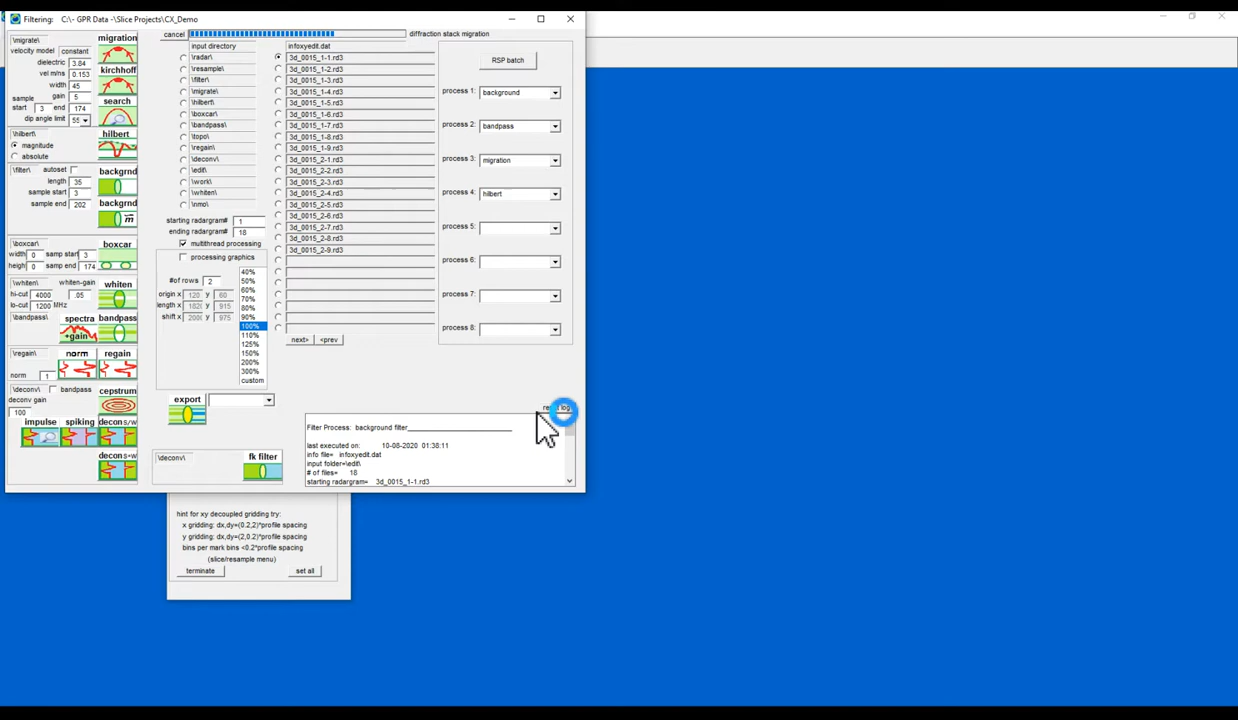 Filtering: C:\- GPR Data -\Slice Projects\CX_Demo
\migrate\ migration
velocity model constant
dielectric 3.84
vel m/ns 0.153
kirchhoff
width 45
gain 5
sample
start 3 end 174
search
dip angle limit 55
\hilbert\ hilbert
magnitude
absolute
\filter\ autoset backgrnd
length 35
sample start 3
sample end 202
backgrnd
m
\boxcar\ boxcar
width 0 samp start 3
heigh 0 samp end 174
\whiten\ whiten-gain whiten
hi-cut 4000 .05
lo-cut 1200 MHz
\bandpass\ spectra bandpass
+gain
\regain\ norm regain
norm 1
\deconv\ bandpass cepstrum
deconv gain
100
impulse spiking decon s/w
decon s+w
cancel diffraction stack migration
input directory infoxyedit.dat
\radar\ 3d_0015_1-1.rd3
\resample\ 3d_0015_1-2.rd3
\filter\ 3d_0015_1-3.rd3
\migrate\ 3d_0015_1-4.rd3
\hilbert\ 3d_0015_1-5.rd3
\boxcar\ 3d_0015_1-6.rd3
\bandpass\ 3d_0015_1-7.rd3
\topo\ 3d_0015_1-8.rd3
\regain\ 3d_0015_1-9.rd3
\deconv\ 3d_0015_2-1.rd3
\edit\ 3d_0015_2-2.rd3
\work\ 3d_0015_2-3.rd3
\whiten\ 3d_0015_2-4.rd3
\nmo\ 3d_0015_2-5.rd3
3d_0015_2-6.rd3
3d_0015_2-7.rd3
3d_0015_2-8.rd3
3d_0015_2-9.rd3
starting radargram# 1
ending radargram# 18
multithread processing
processing graphics
#of rows 2
origin x 120 y 60
length x 182 y 915
shift x 200 y 975
40%
50%
60%
70%
80%
90%
100%
110%
125%
150%
200%
300%
custom
next> <prev
export
\deconv\ fk filter
RSP batch
process 1: background
process 2: bandpass
process 3: migration
process 4: hilbert
process 5:
process 6:
process 7:
process 8:
log
Filter Process: background filter
last executed on: 10-08-2020 01:38:11
info file= infoxyedit.dat
input folder=\edit\
# of files= 18
starting radargram= 3d_0015_1-1.rd3
hint for xy decoupled gridding try:
x gridding: dx,dy=(0.2,2)*profile spacing
y gridding: dx,dy=(2,0.2)*profile spacing
bins per mark bins <0.2*profile spacing
(slice/resample menu)
terminate set all